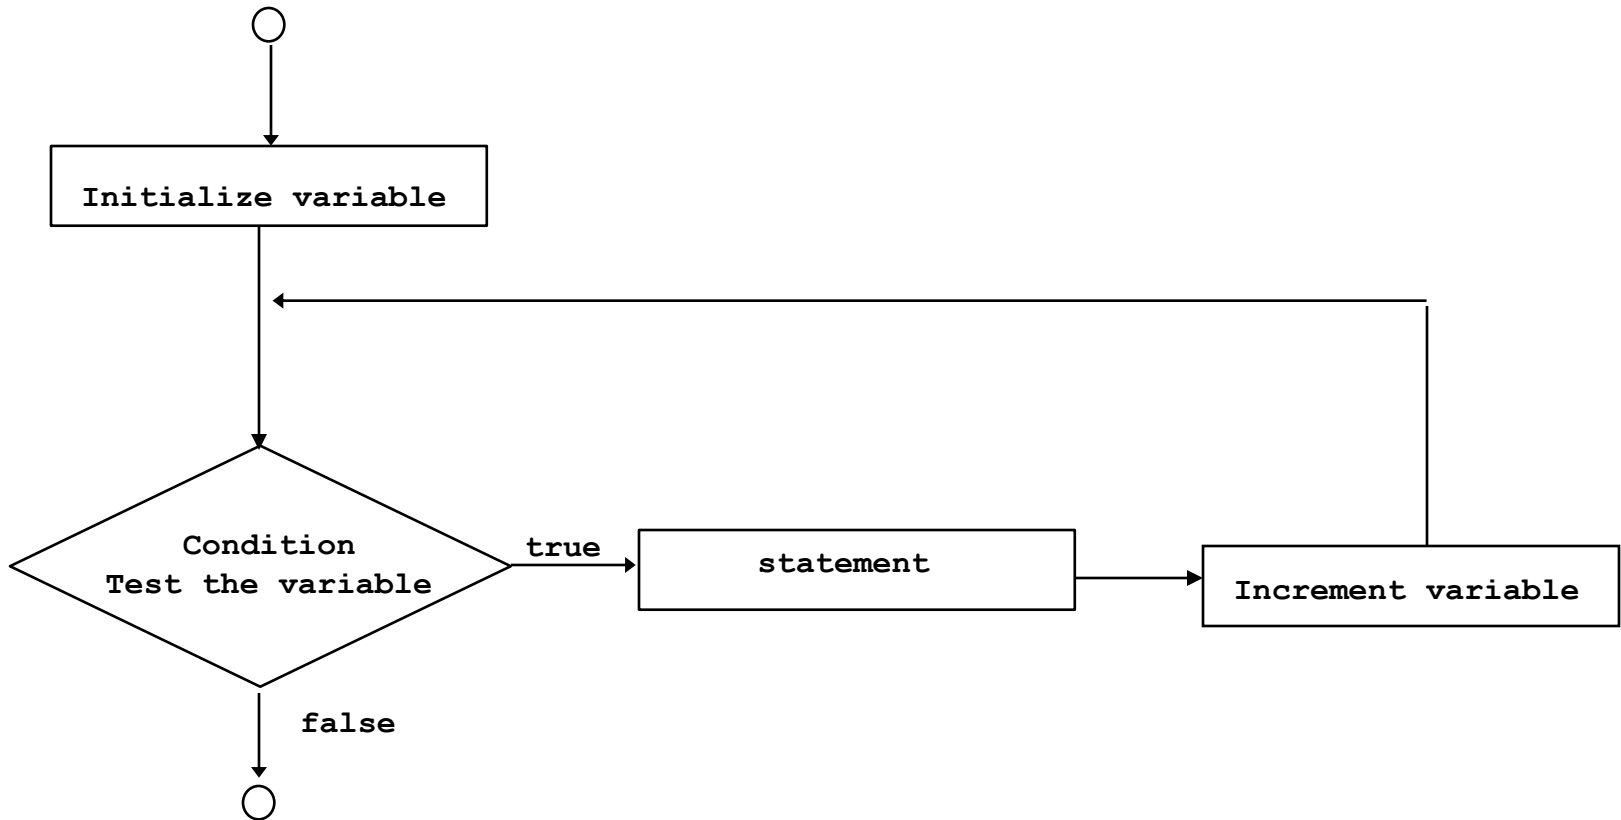 Initialize variable
Condition
Test the variable
true
statement
Increment variable
false